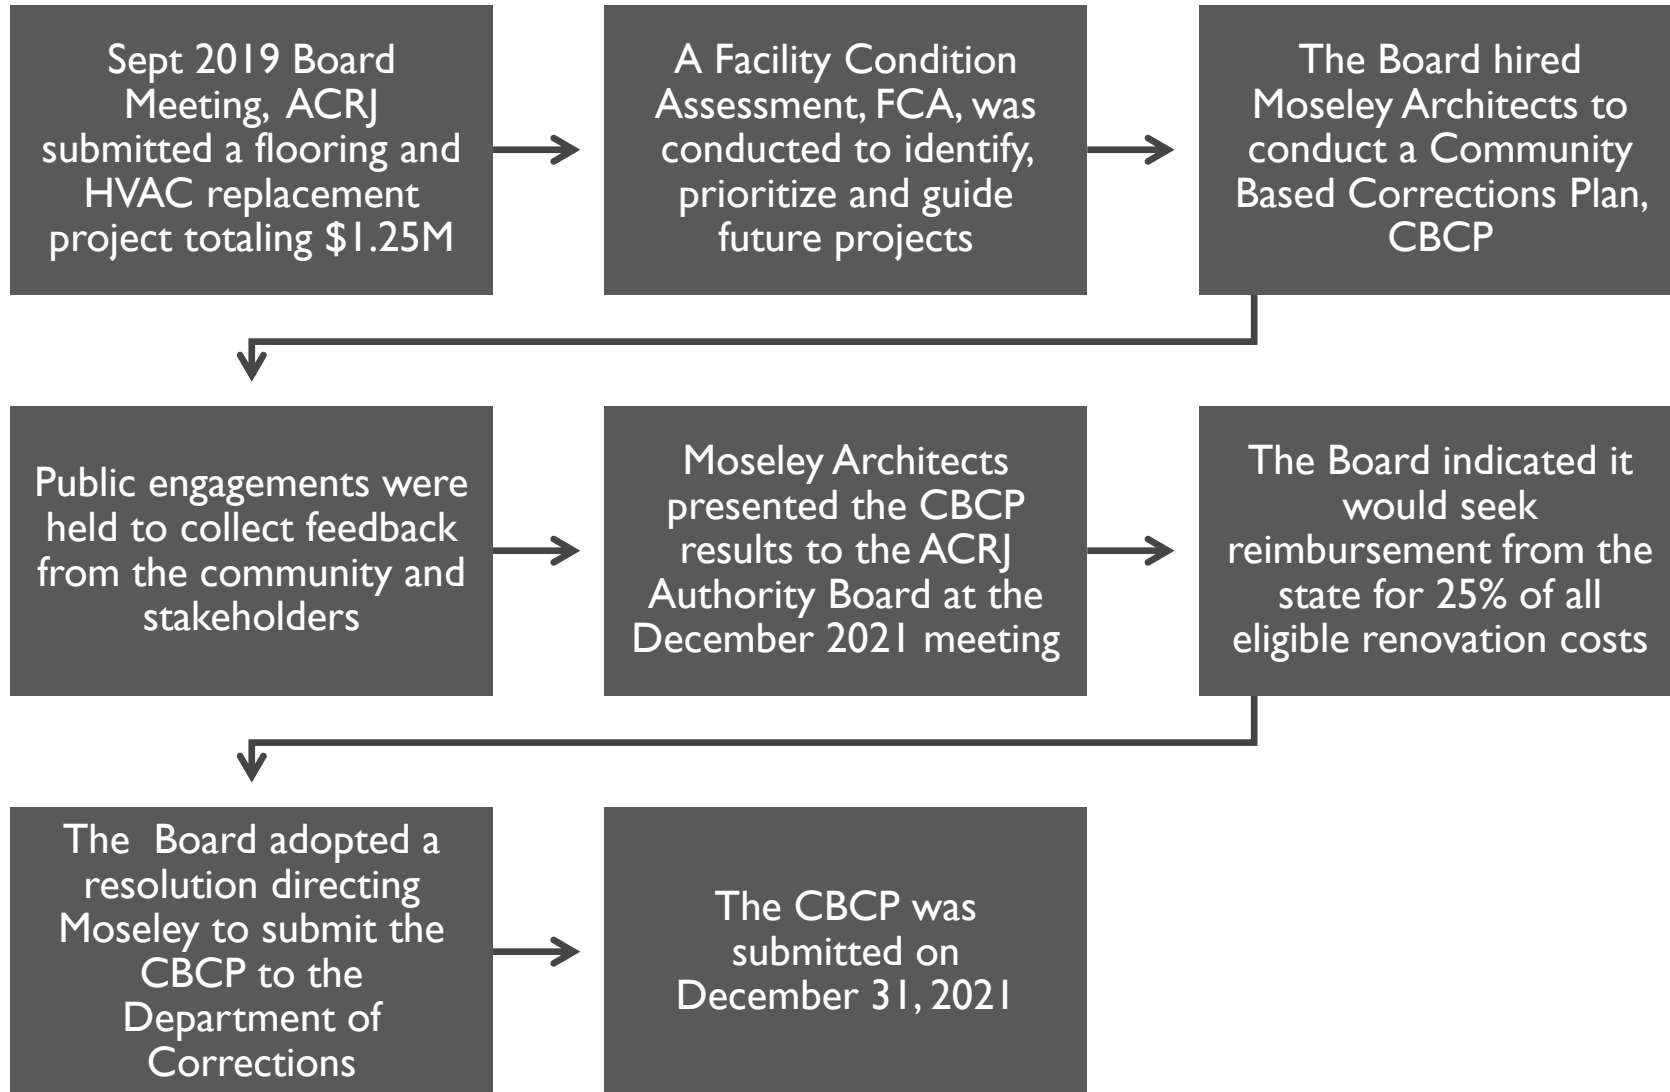 Sept 2019 Board
Meeting, ACRJ
submitted a flooring and
HVAC replacement
project totaling $1.25M
A Facility Condition
Assessment, FCA, was
conducted to identify,
prioritize and guide
future projects
The Board hired
Moseley Architects to
conduct a Community
Based Corrections Plan,
CBCP
Public engagements were
held to collect feedback
from the community and
stakeholders
Moseley Architects
presented the CBCP
results to the ACRJ
Authority Board at the
December 2021 meeting
The Board indicated it
would seek
reimbursement from the
state for 25% of all
eligible renovation costs
The  Board adopted a
resolution directing
Moseley to submit the
CBCP to the
Department of
Corrections
The CBCP was
submitted on
December 31, 2021